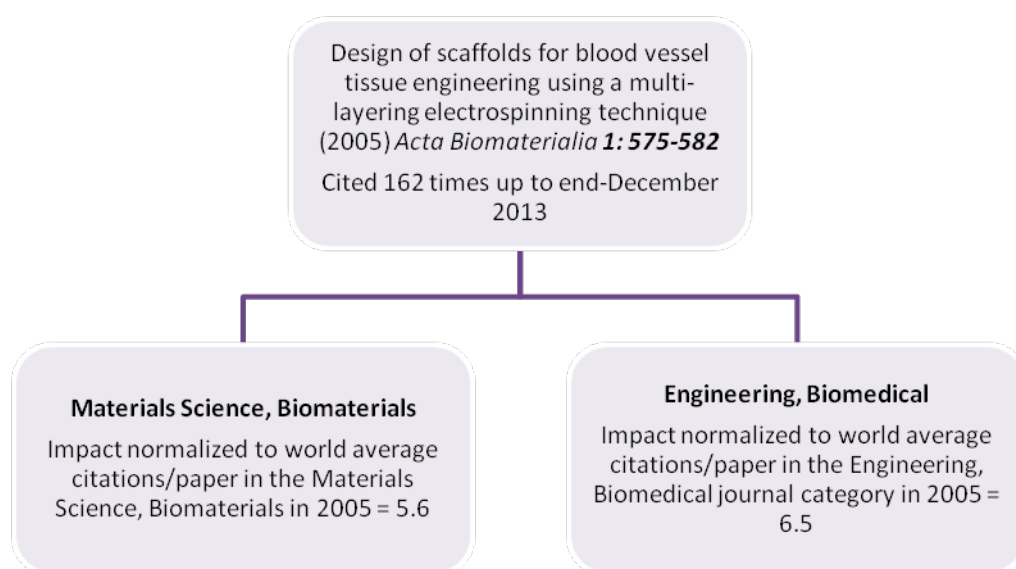 Design of scaffolds for blood vessel
tissue engineering using a multi-
layering electrospinning technique
(2005) Acta Biomaterialia 1: 575-582
Cited 162 times up to end-December
2013
Materials Science, Biomaterials
Impact normalized to world average
citations/paper in the Materials
Science, Biomaterials in 2005 = 5.6
Engineering, Biomedical
Impact normalized to world average
citations/paper in the Engineering,
Biomedical journal category in 2005 =
6.5